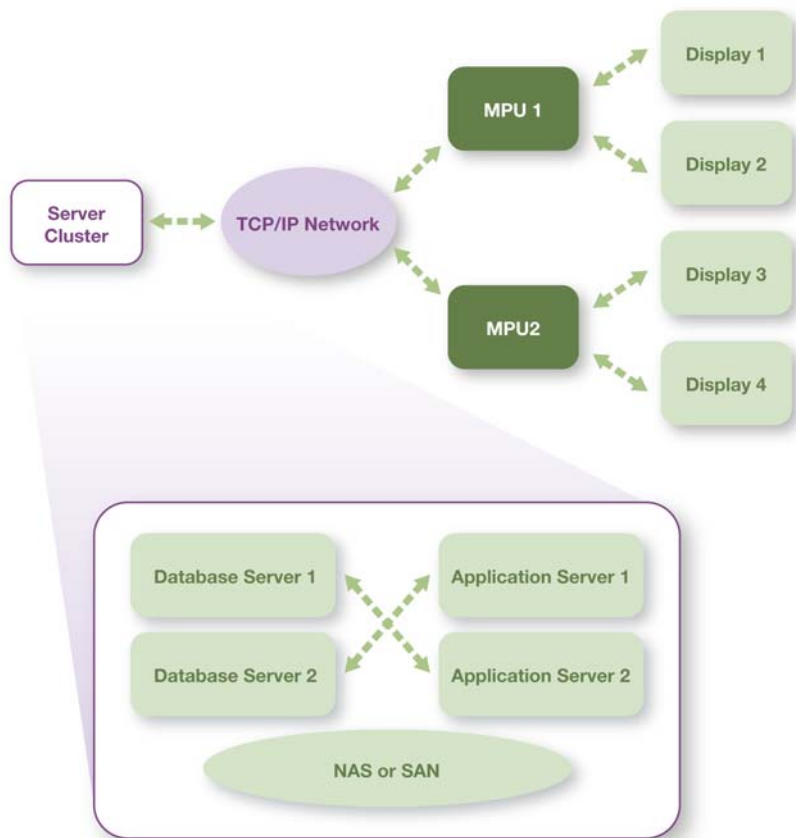 Display 1
MPU 1
Display 2
Server
Cluster
TCP/IP Network
Display 3
MPU2
Display 4
Database Server 1
Application Server 1
Database Server 2
Application Server 2
NAS or SAN